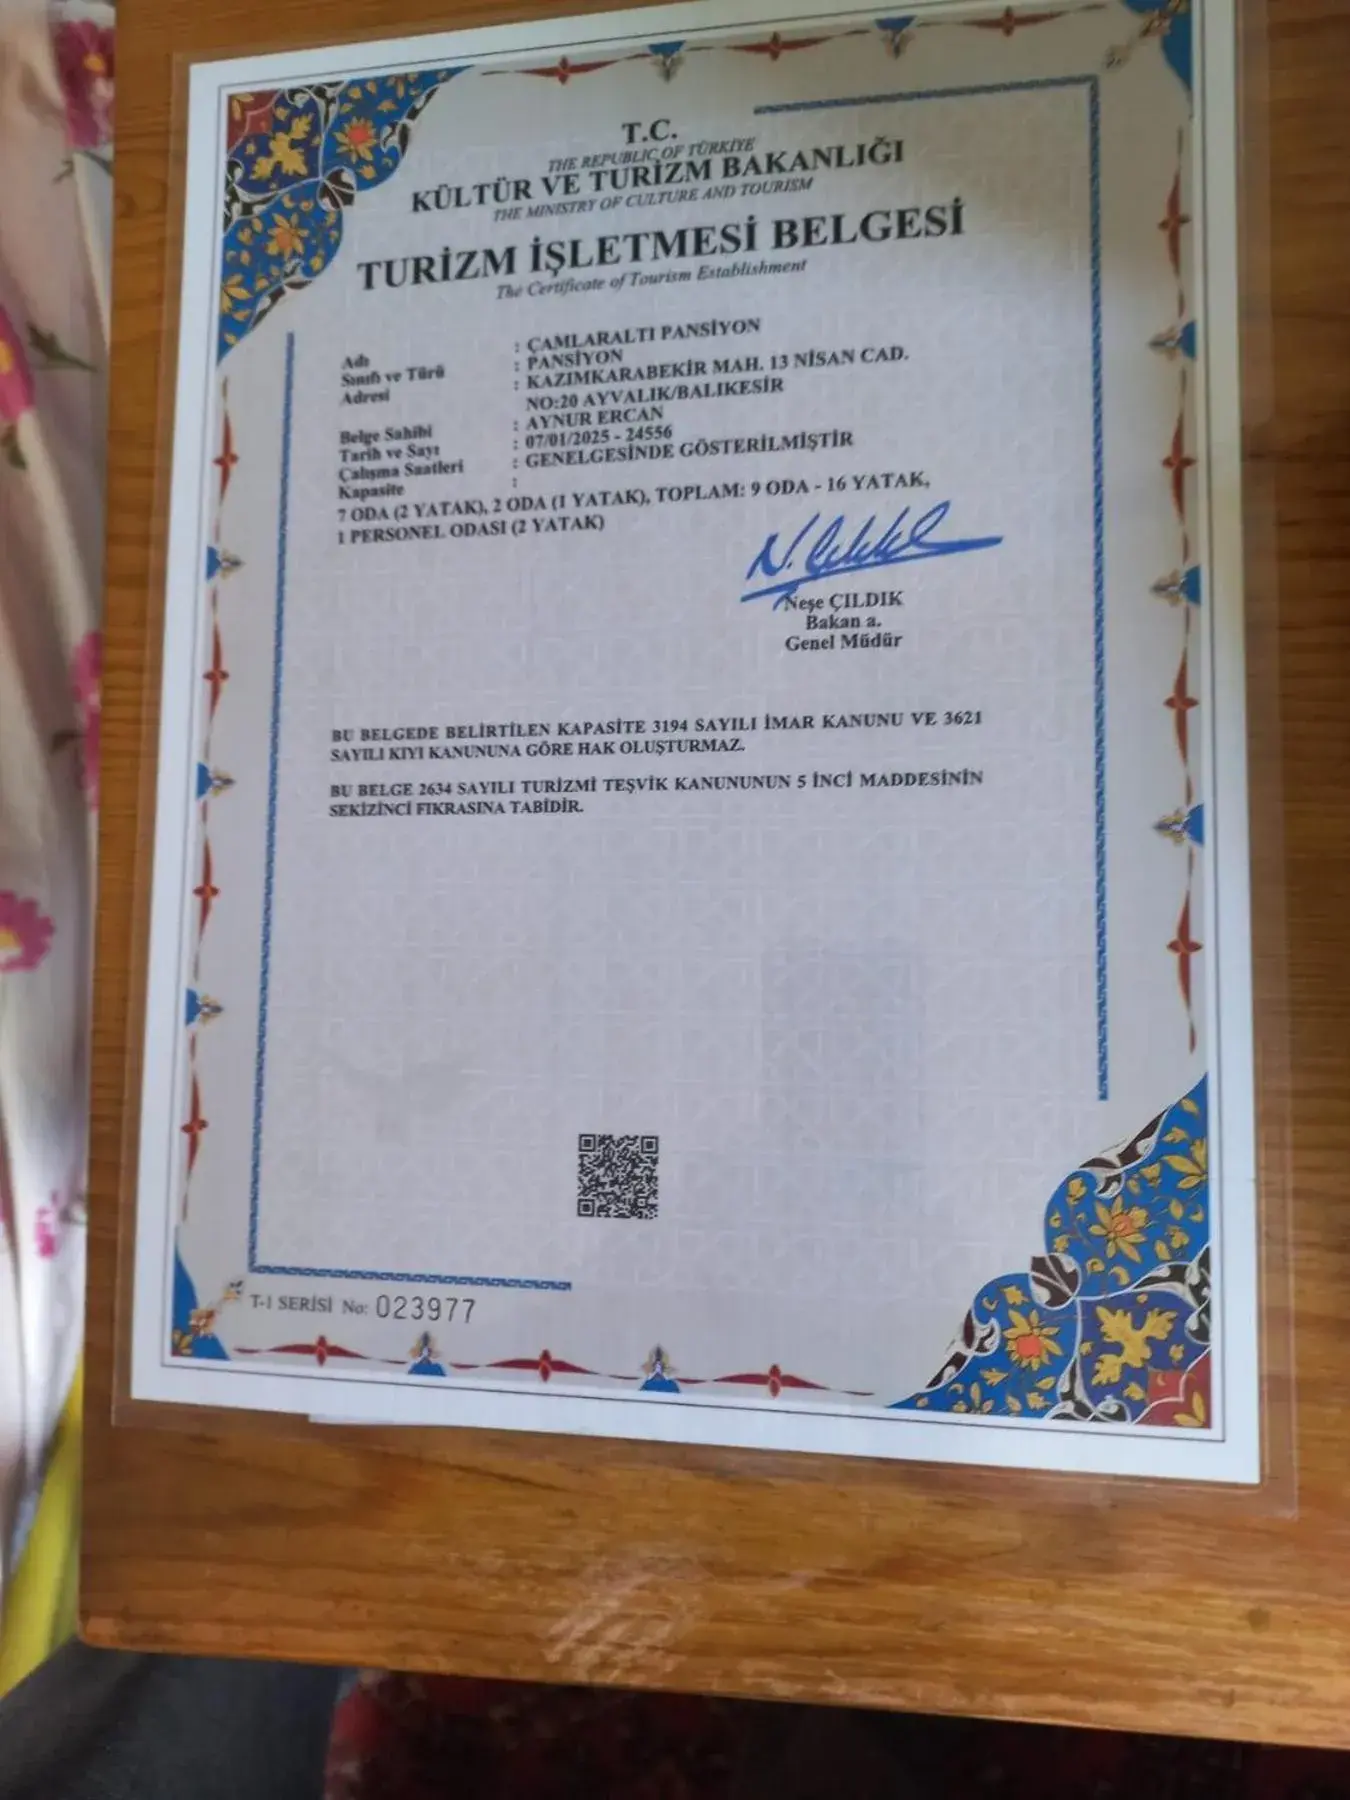 T.C.
THE REPUBLIC OF TÜRKİYE
KÜLTÜR VE TURİZM BAKANLIĞI
THE MINISTRY OF CULTURE AND TOURISM
TURİZM İŞLETMESİ BELGESİ
The Certificate of Tourism Establishment
Adı : ÇAMLARALTI PANSİYON
Sınıfı ve Türü : PANSİYON
Adresi : KAZIMKARABEKİR MAH. 13 NİSAN CAD.
NO:20 AYVALIK/BALIKESİR
Belge Sahibi : AYNUR ERCAN
Tarih ve Sayı : 07/01/2025 - 24556
Çalışma Saatleri : GENELGESİNDE GÖSTERİLMİŞTİR
Kapasite :
7 ODA (2 YATAK), 2 ODA (1 YATAK), TOPLAM: 9 ODA - 16 YATAK,
1 PERSONEL ODASI (2 YATAK)
Neşe ÇILDIK
Bakan a.
Genel Müdür
BU BELGEDE BELİRTİLEN KAPASİTE 3194 SAYILI İMAR KANUNU VE 3621
SAYILI KIYI KANUNUNA GÖRE HAK OLUŞTURMAZ.
BU BELGE 2634 SAYILI TURİZMİ TEŞVİK KANUNUNUN 5 İNCİ MADDESİNİN
SEKİZİNCİ FIKRASINA TABİDİR.
T-1 SERİSİ No: 023977